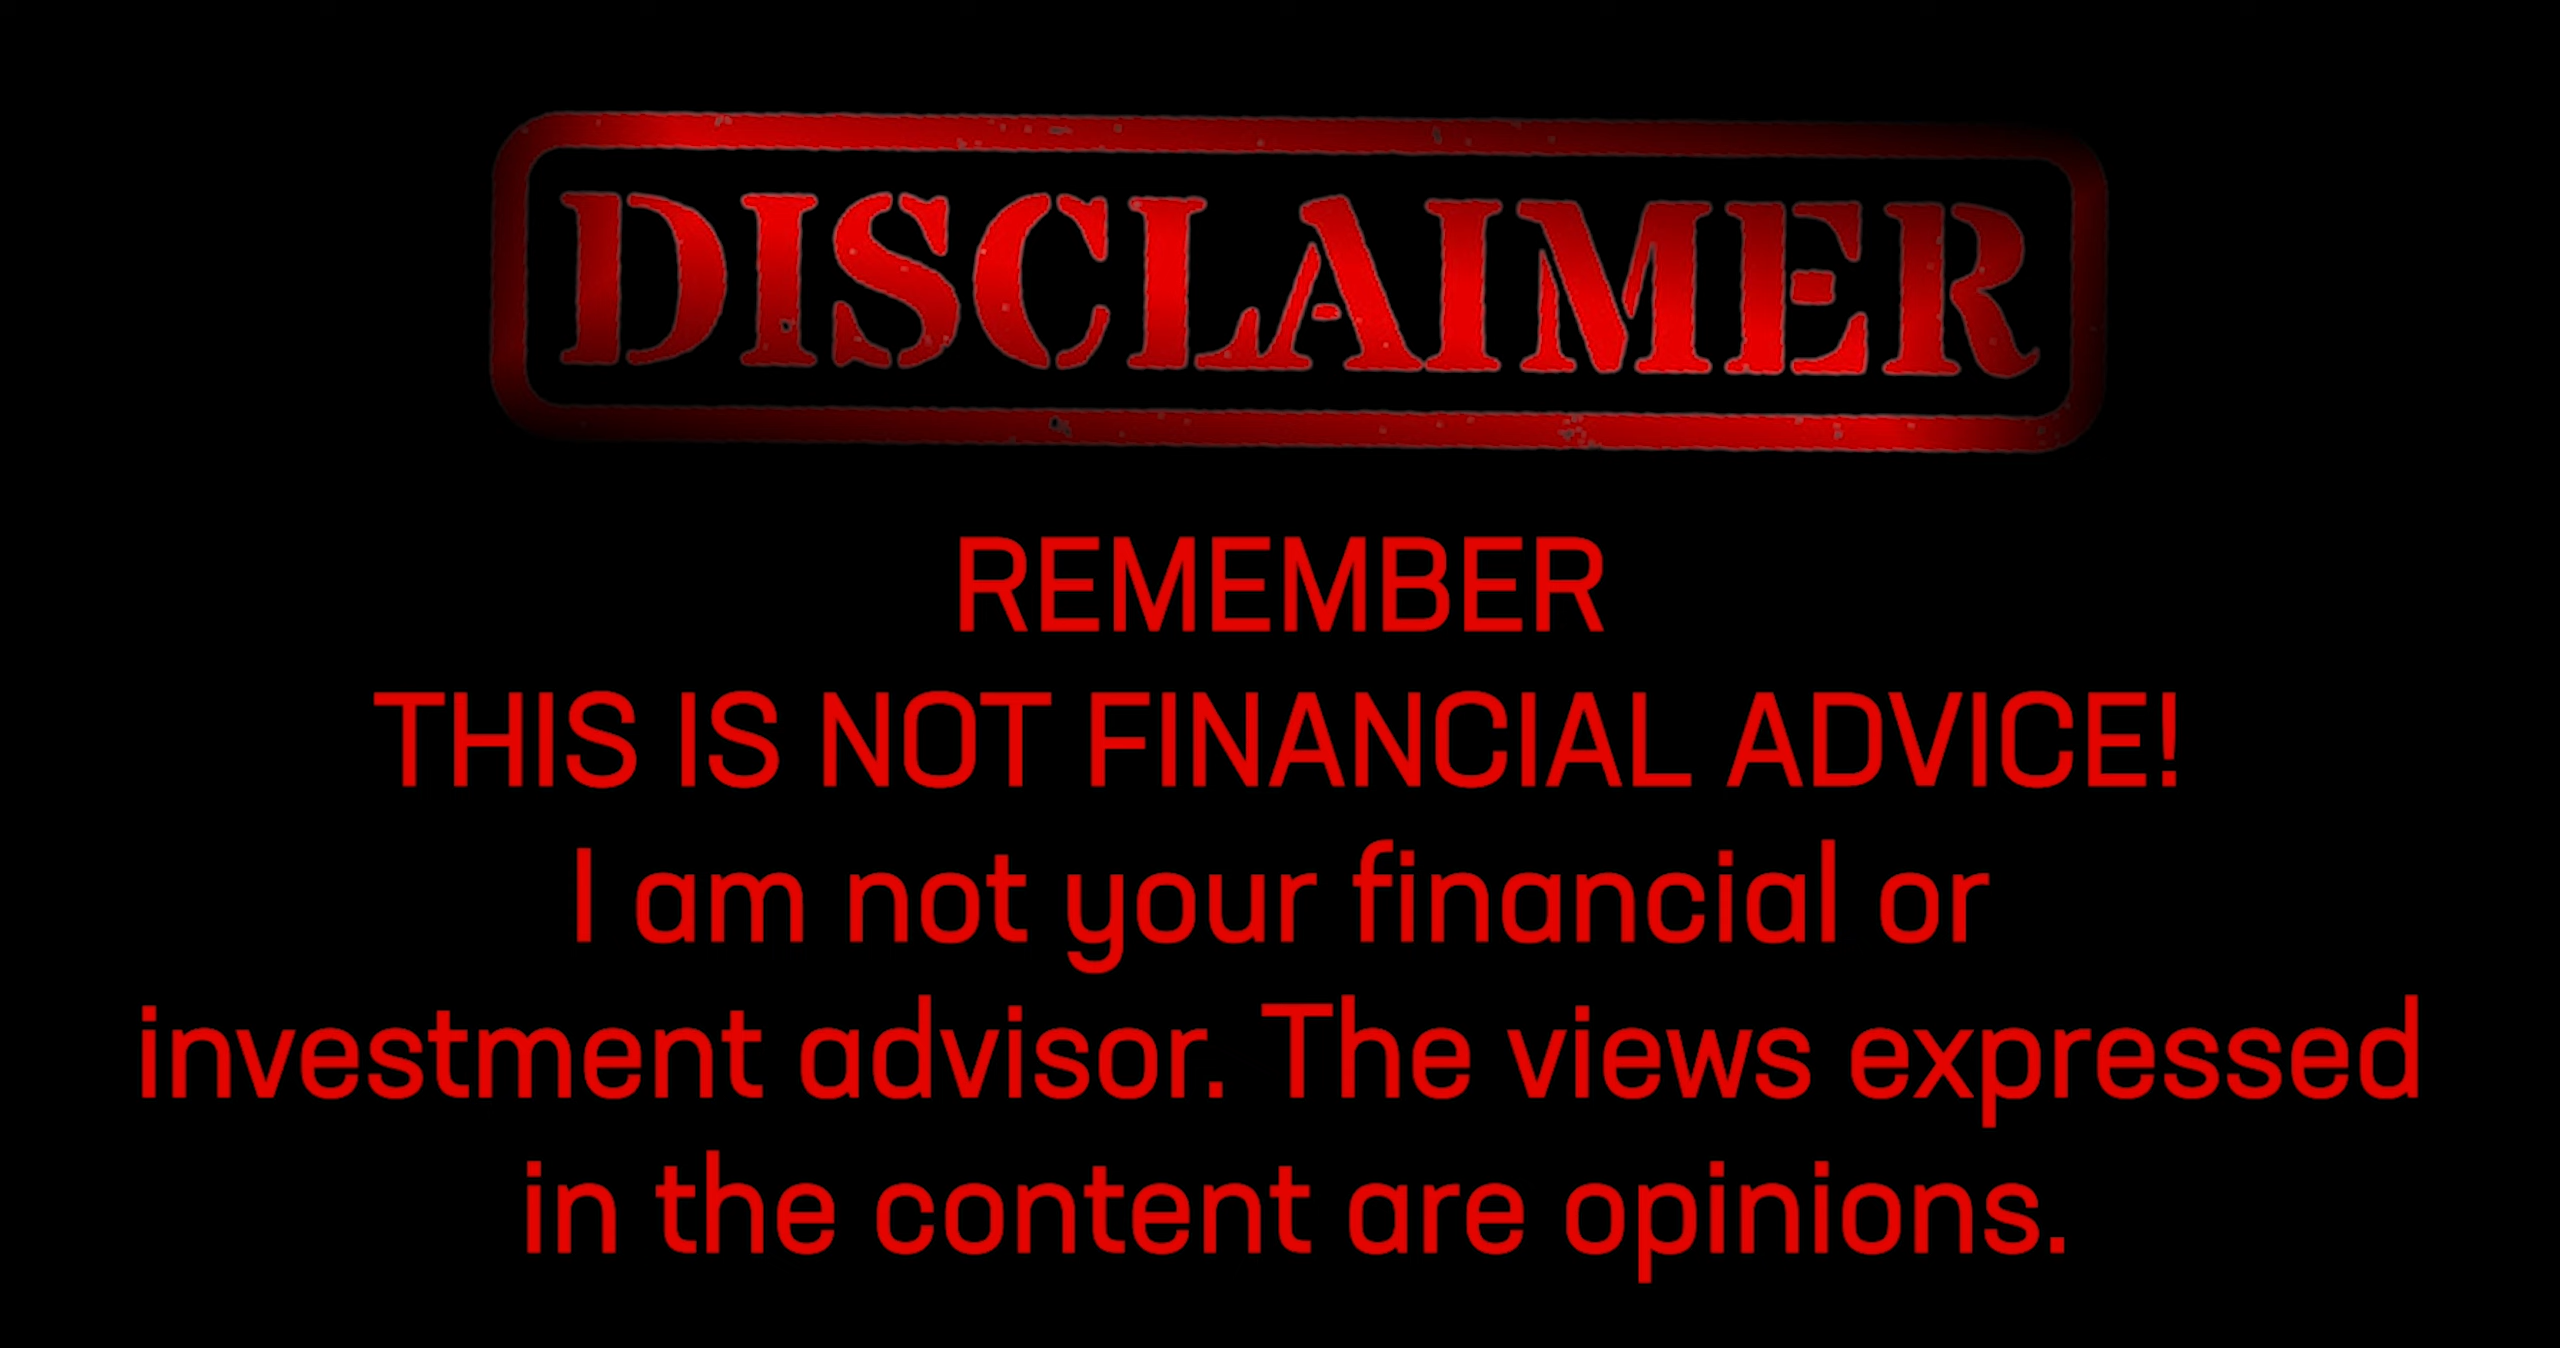 DISCLAIMER
REMEMBER
THIS IS NOT FINANCIAL ADVICE!
I am not your financial or
investment advisor. The views expressed
in the content are opinions.